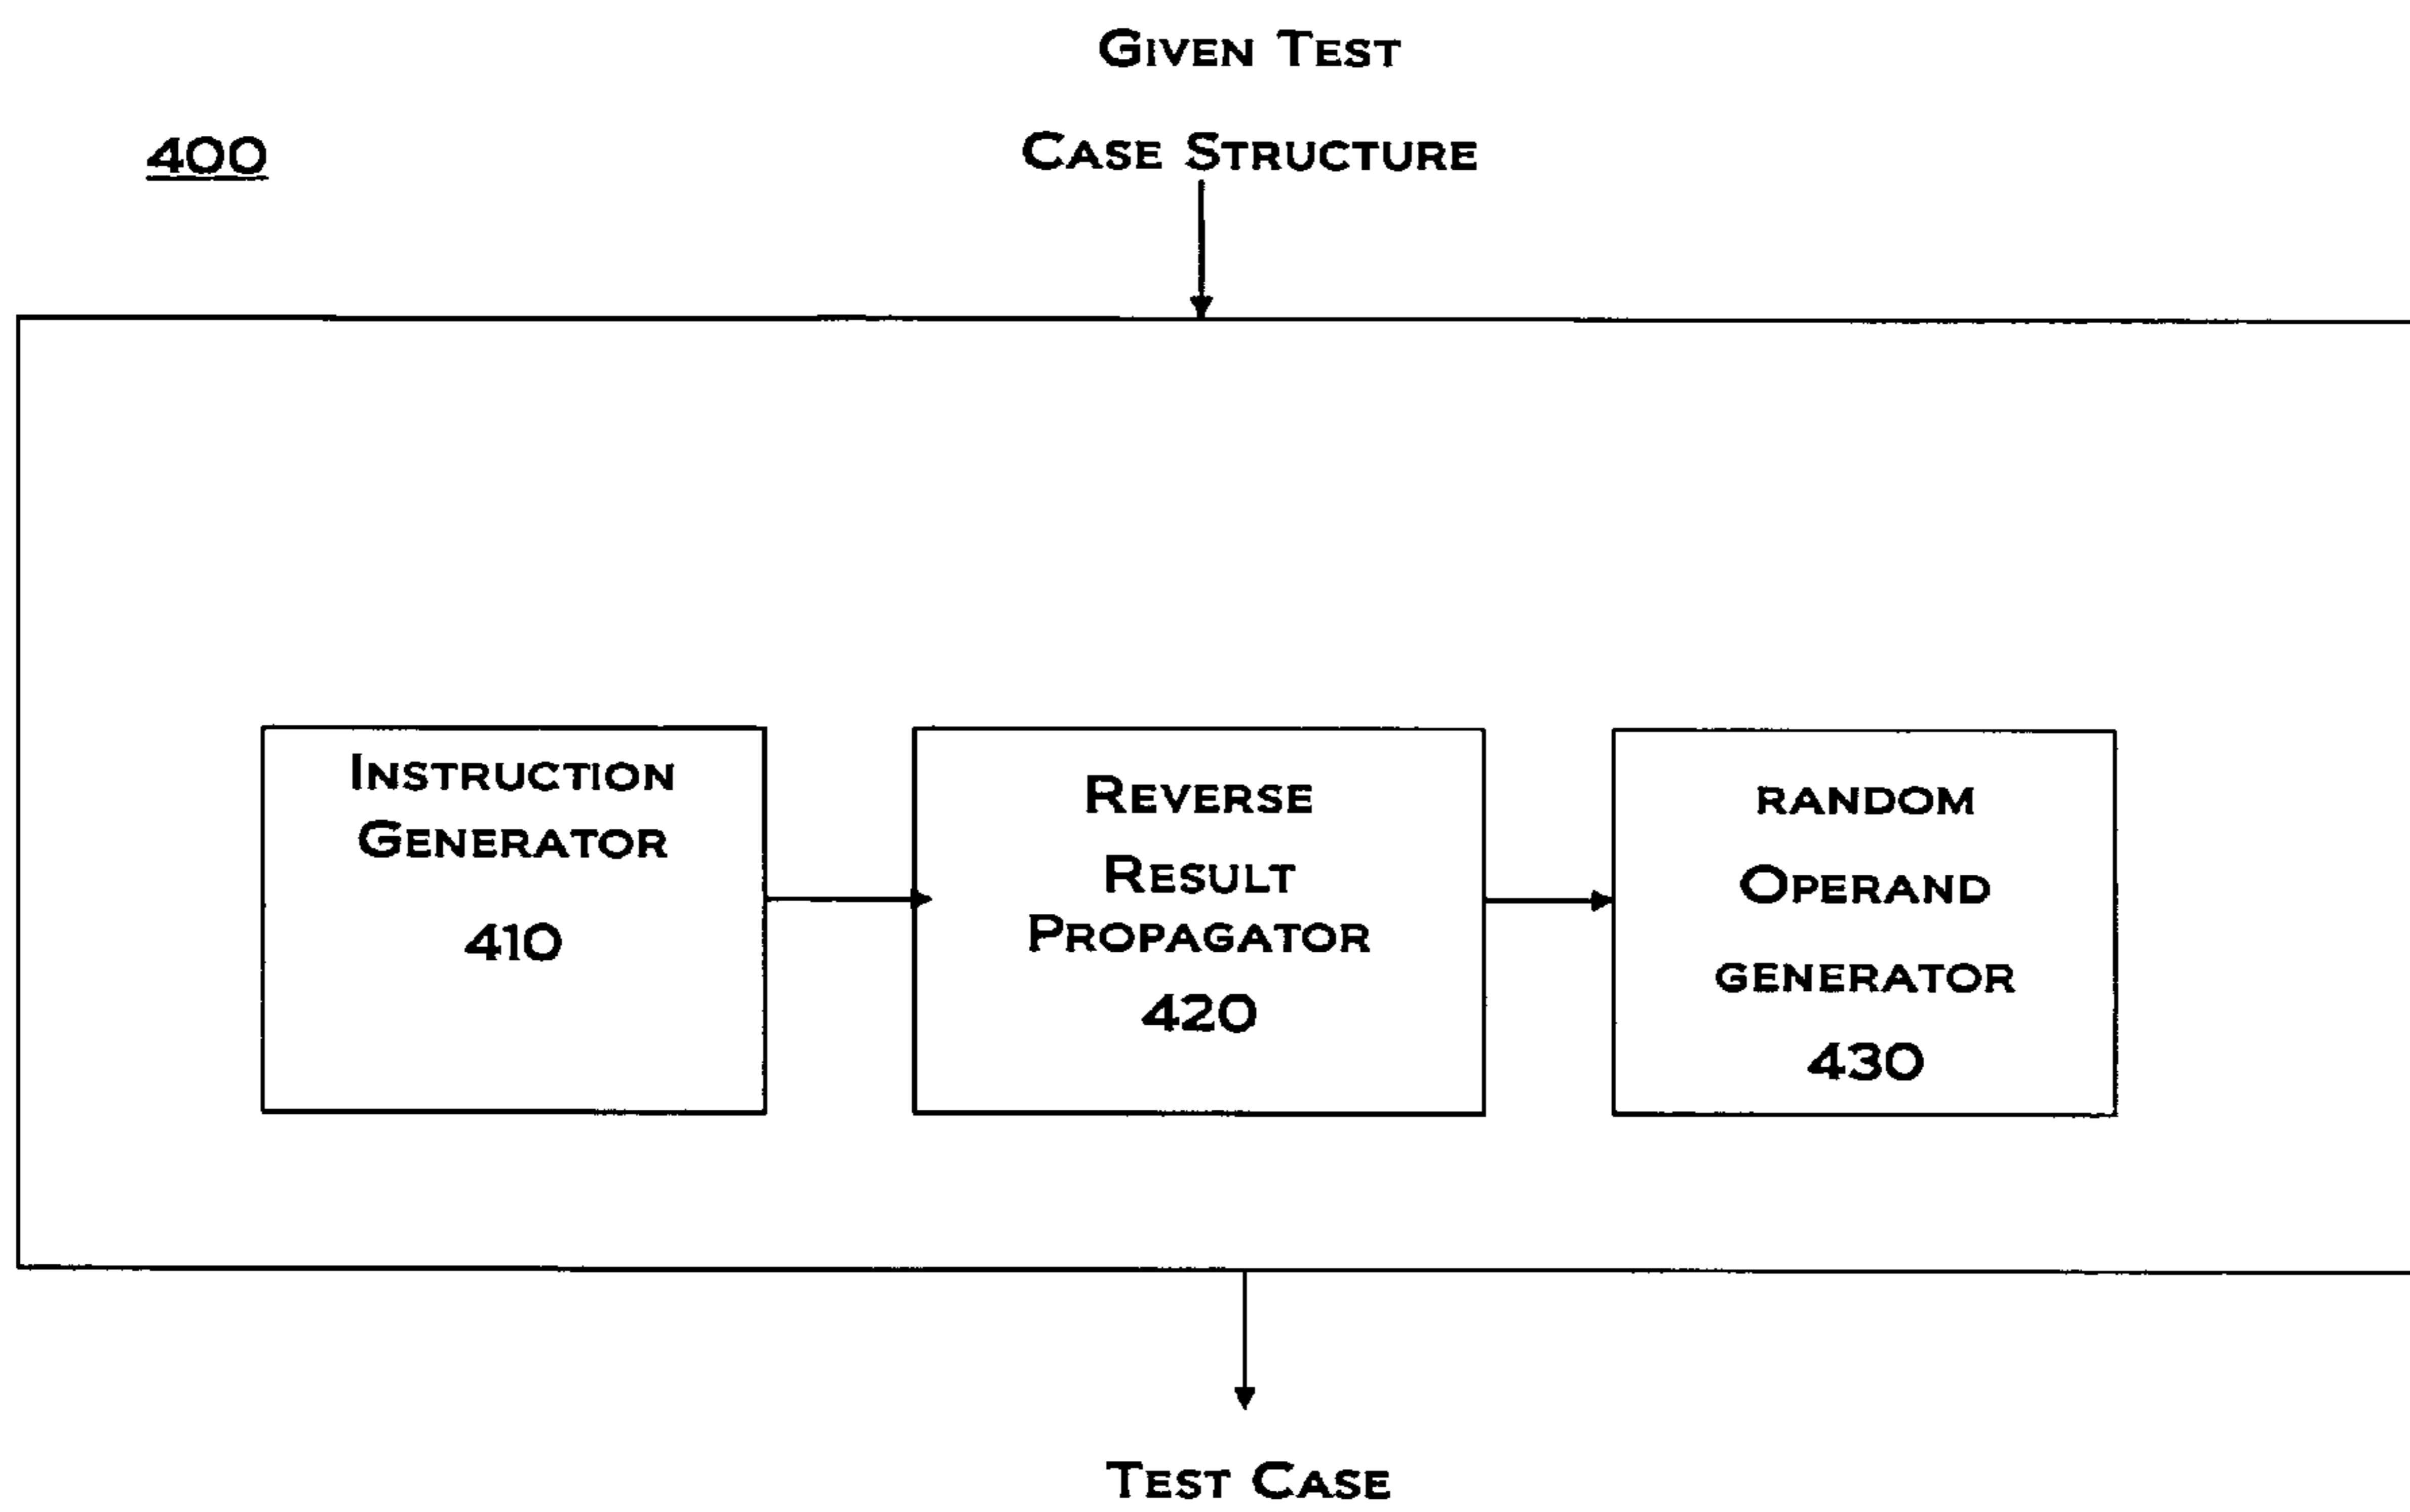 Given Test
Case Structure
400
Instruction
Generator
410
Reverse
Result
Propagator
420
random
Operand
generator
430
Test Case